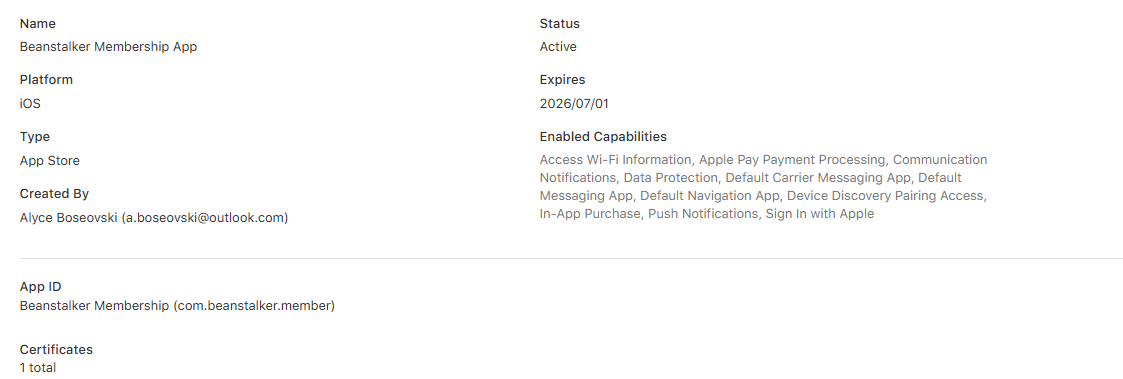 Name
Beanstalker Membership App
Platform
iOS
Type
App Store
Created By
Alyce Boseovski (a.boseovski@outlook.com)
Status
Active
Expires
2026/07/01
Enabled Capabilities
Access Wi-Fi Information, Apple Pay Payment Processing, Communication
Notifications, Data Protection, Default Carrier Messaging App, Default
Messaging App, Default Navigation App, Device Discovery Pairing Access,
In-App Purchase, Push Notifications, Sign In with Apple
App ID
Beanstalker Membership (com.beanstalker.member)
Certificates
1 total